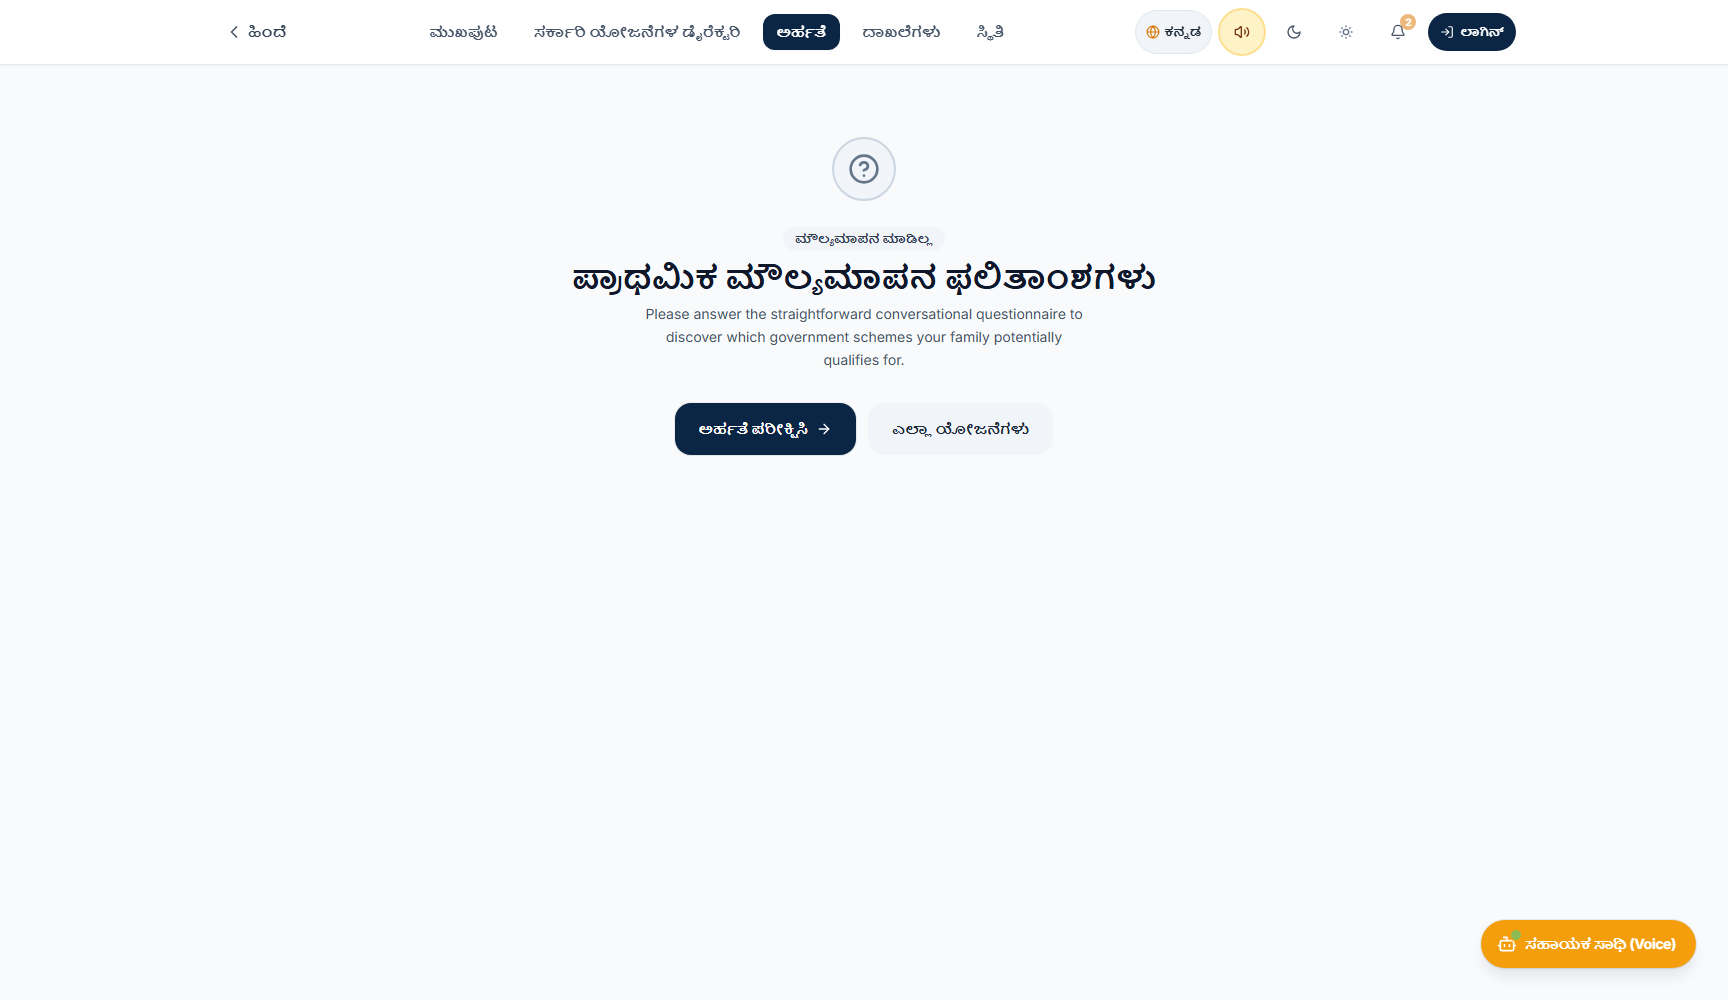 ಹಿಂದೆ
ಮುಖಪುಟ
ಸರ್ಕಾರಿ ಯೋಜನೆಗಳ ಡೈರೆಕ್ಟರಿ
ಅರ್ಹತೆ
ದಾಖಲೆಗಳು
ಸ್ಥಿತಿ
ಕನ್ನಡ
2
ಲಾಗಿನ್
ಮೌಲ್ಯಮಾಪನ ಮಾಡಿಲ್ಲ
ಪ್ರಾಥಮಿಕ ಮೌಲ್ಯಮಾಪನ ಫಲಿತಾಂಶಗಳು
Please answer the straightforward conversational questionnaire to
discover which government schemes your family potentially
qualifies for.
ಅರ್ಹತೆ ಪರೀಕ್ಷಿಸಿ
ಎಲ್ಲಾ ಯೋಜನೆಗಳು
ಸಹಾಯಕ ಸಾಥಿ (Voice)